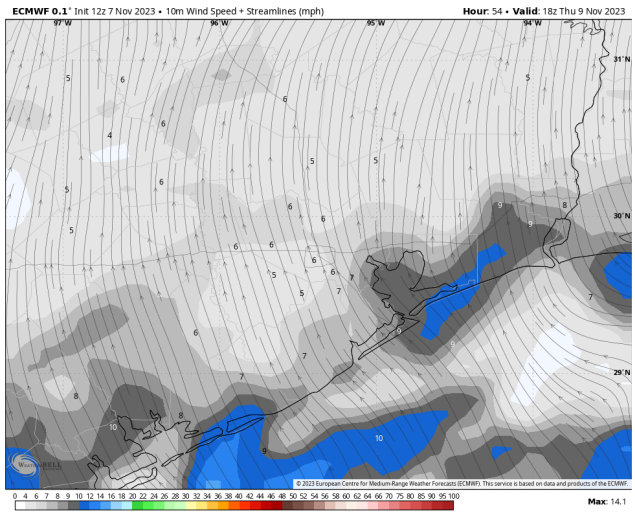 ECMWF 0.1° Init 12z 7 Nov 2023 • 10m Wind Speed + Streamlines (mph) Hour: 54 • Valid: 18z Thu 9 Nov 2023
97°W 96°W 95°W 94°W
31°N
5 6 5
6
4 6
5 5
5 6
9 8
6 6 9
30°N
5
6 6
6
5 6 7
5 7 7
6 9
9
7
29°N
7
8
8
10 10
9
WeatherBELL
© 2023 European Centre for Medium-Range Weather Forecasts (ECMWF). This service is based on data and products of the ECMWF.
0 4 5 6 7 8 9 10 12 14 16 18 20 22 24 26 28 30 32 34 36 38 40 42 44 46 48 50 52 54 56 58 60 62 64 66 68 70 75 80 85 90 95 100
Max: 14.1